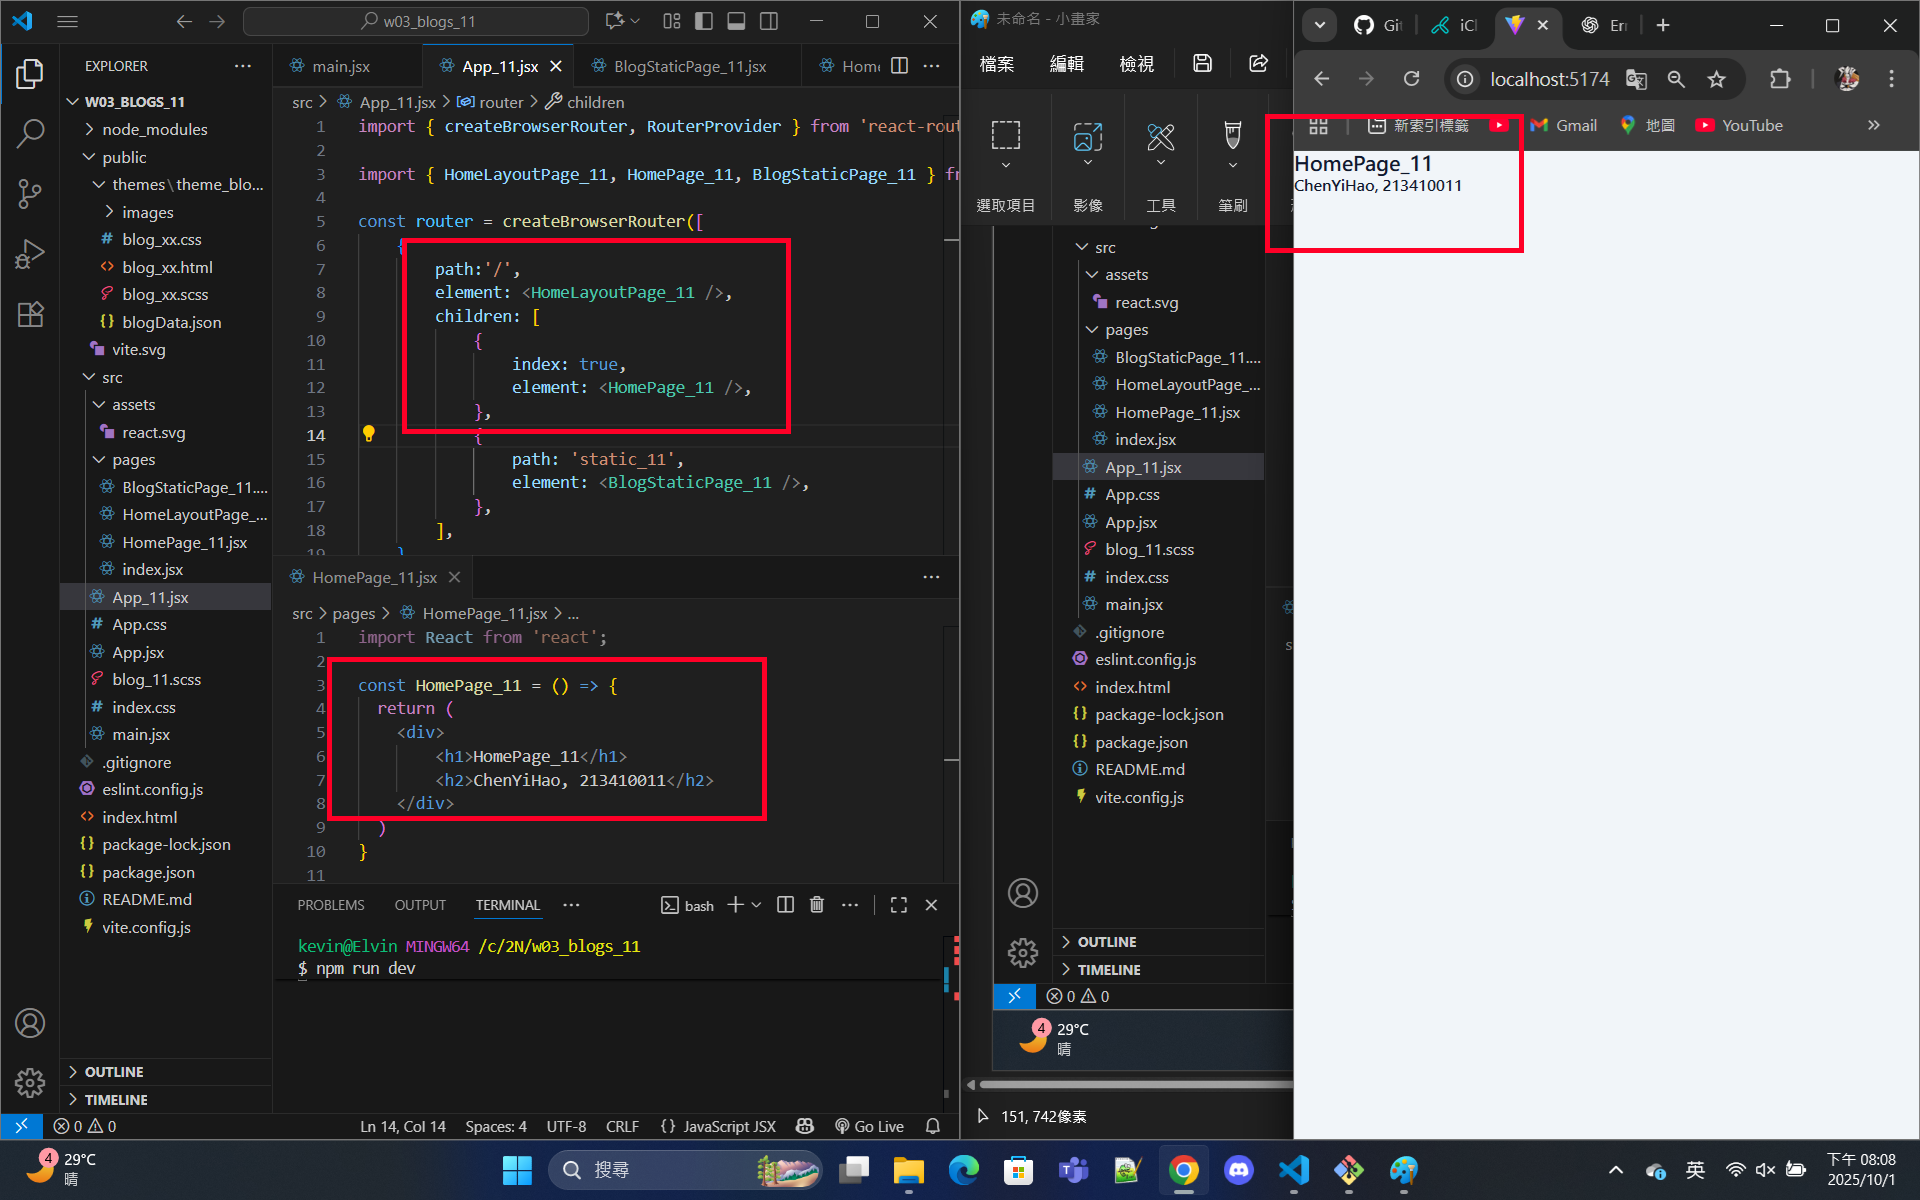 w03_blogs_11
EXPLORER
W03_BLOGS_11
node_modules
public
themes\theme_blo...
images
blog_xx.css
blog_xx.html
blog_xx.scss
blogData.json
vite.svg
src
assets
react.svg
pages
BlogStaticPage_11....
HomeLayoutPage_...
HomePage_11.jsx
index.jsx
App_11.jsx
App.css
App.jsx
blog_11.scss
index.css
main.jsx
.gitignore
eslint.config.js
index.html
package-lock.json
package.json
README.md
vite.config.js
OUTLINE
TIMELINE
main.jsx
App_11.jsx
BlogStaticPage_11.jsx
Home
src > App_11.jsx > router > children
1 import { createBrowserRouter, RouterProvider } from 'react-rout
2
3 import { HomeLayoutPage_11, HomePage_11, BlogStaticPage_11 } fr
4
5 const router = createBrowserRouter([
6 {
7 path:'/',
8 element: <HomeLayoutPage_11 />,
9 children: [
10 {
11 index: true,
12 element: <HomePage_11 />,
13 },
14 {
15 path: 'static_11',
16 element: <BlogStaticPage_11 />,
17 },
18 ],
19 }
HomePage_11.jsx
src > pages > HomePage_11.jsx > ...
1 import React from 'react';
2
3 const HomePage_11 = () => {
4 return (
5 <div>
6 <h1>HomePage_11</h1>
7 <h2>ChenYiHao, 213410011</h2>
8 </div>
9 )
10 }
11
PROBLEMS OUTPUT TERMINAL
bash
kevin@Elvin MINGW64 /c/2N/w03_blogs_11
$ npm run dev
0 0
Ln 14, Col 14 Spaces: 4 UTF-8 CRLF {} JavaScript JSX Go Live
未命名 - 小畫家
檔案 編輯 檢視
選取項目 影像 工具 筆刷
src
assets
react.svg
pages
BlogStaticPage_11....
HomeLayoutPage_...
HomePage_11.jsx
index.jsx
App_11.jsx
App.css
App.jsx
blog_11.scss
index.css
main.jsx
.gitignore
eslint.config.js
index.html
package-lock.json
package.json
README.md
vite.config.js
OUTLINE
TIMELINE
0 0
4 29°C
晴
151, 742像素
Git
iCl
Err
localhost:5174
新索引標籤 Gmail 地圖 YouTube
HomePage_11
ChenYiHao, 213410011
4 29°C
晴
搜尋
英
下午 08:08
2025/10/1